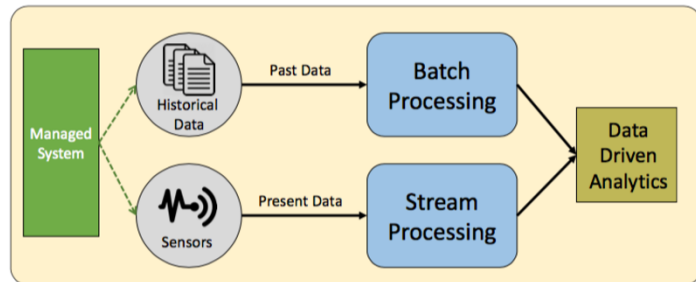 Managed
System
Historical
Data
Past Data
Batch
Processing
Sensors
Present Data
Stream
Processing
Data
Driven
Analytics